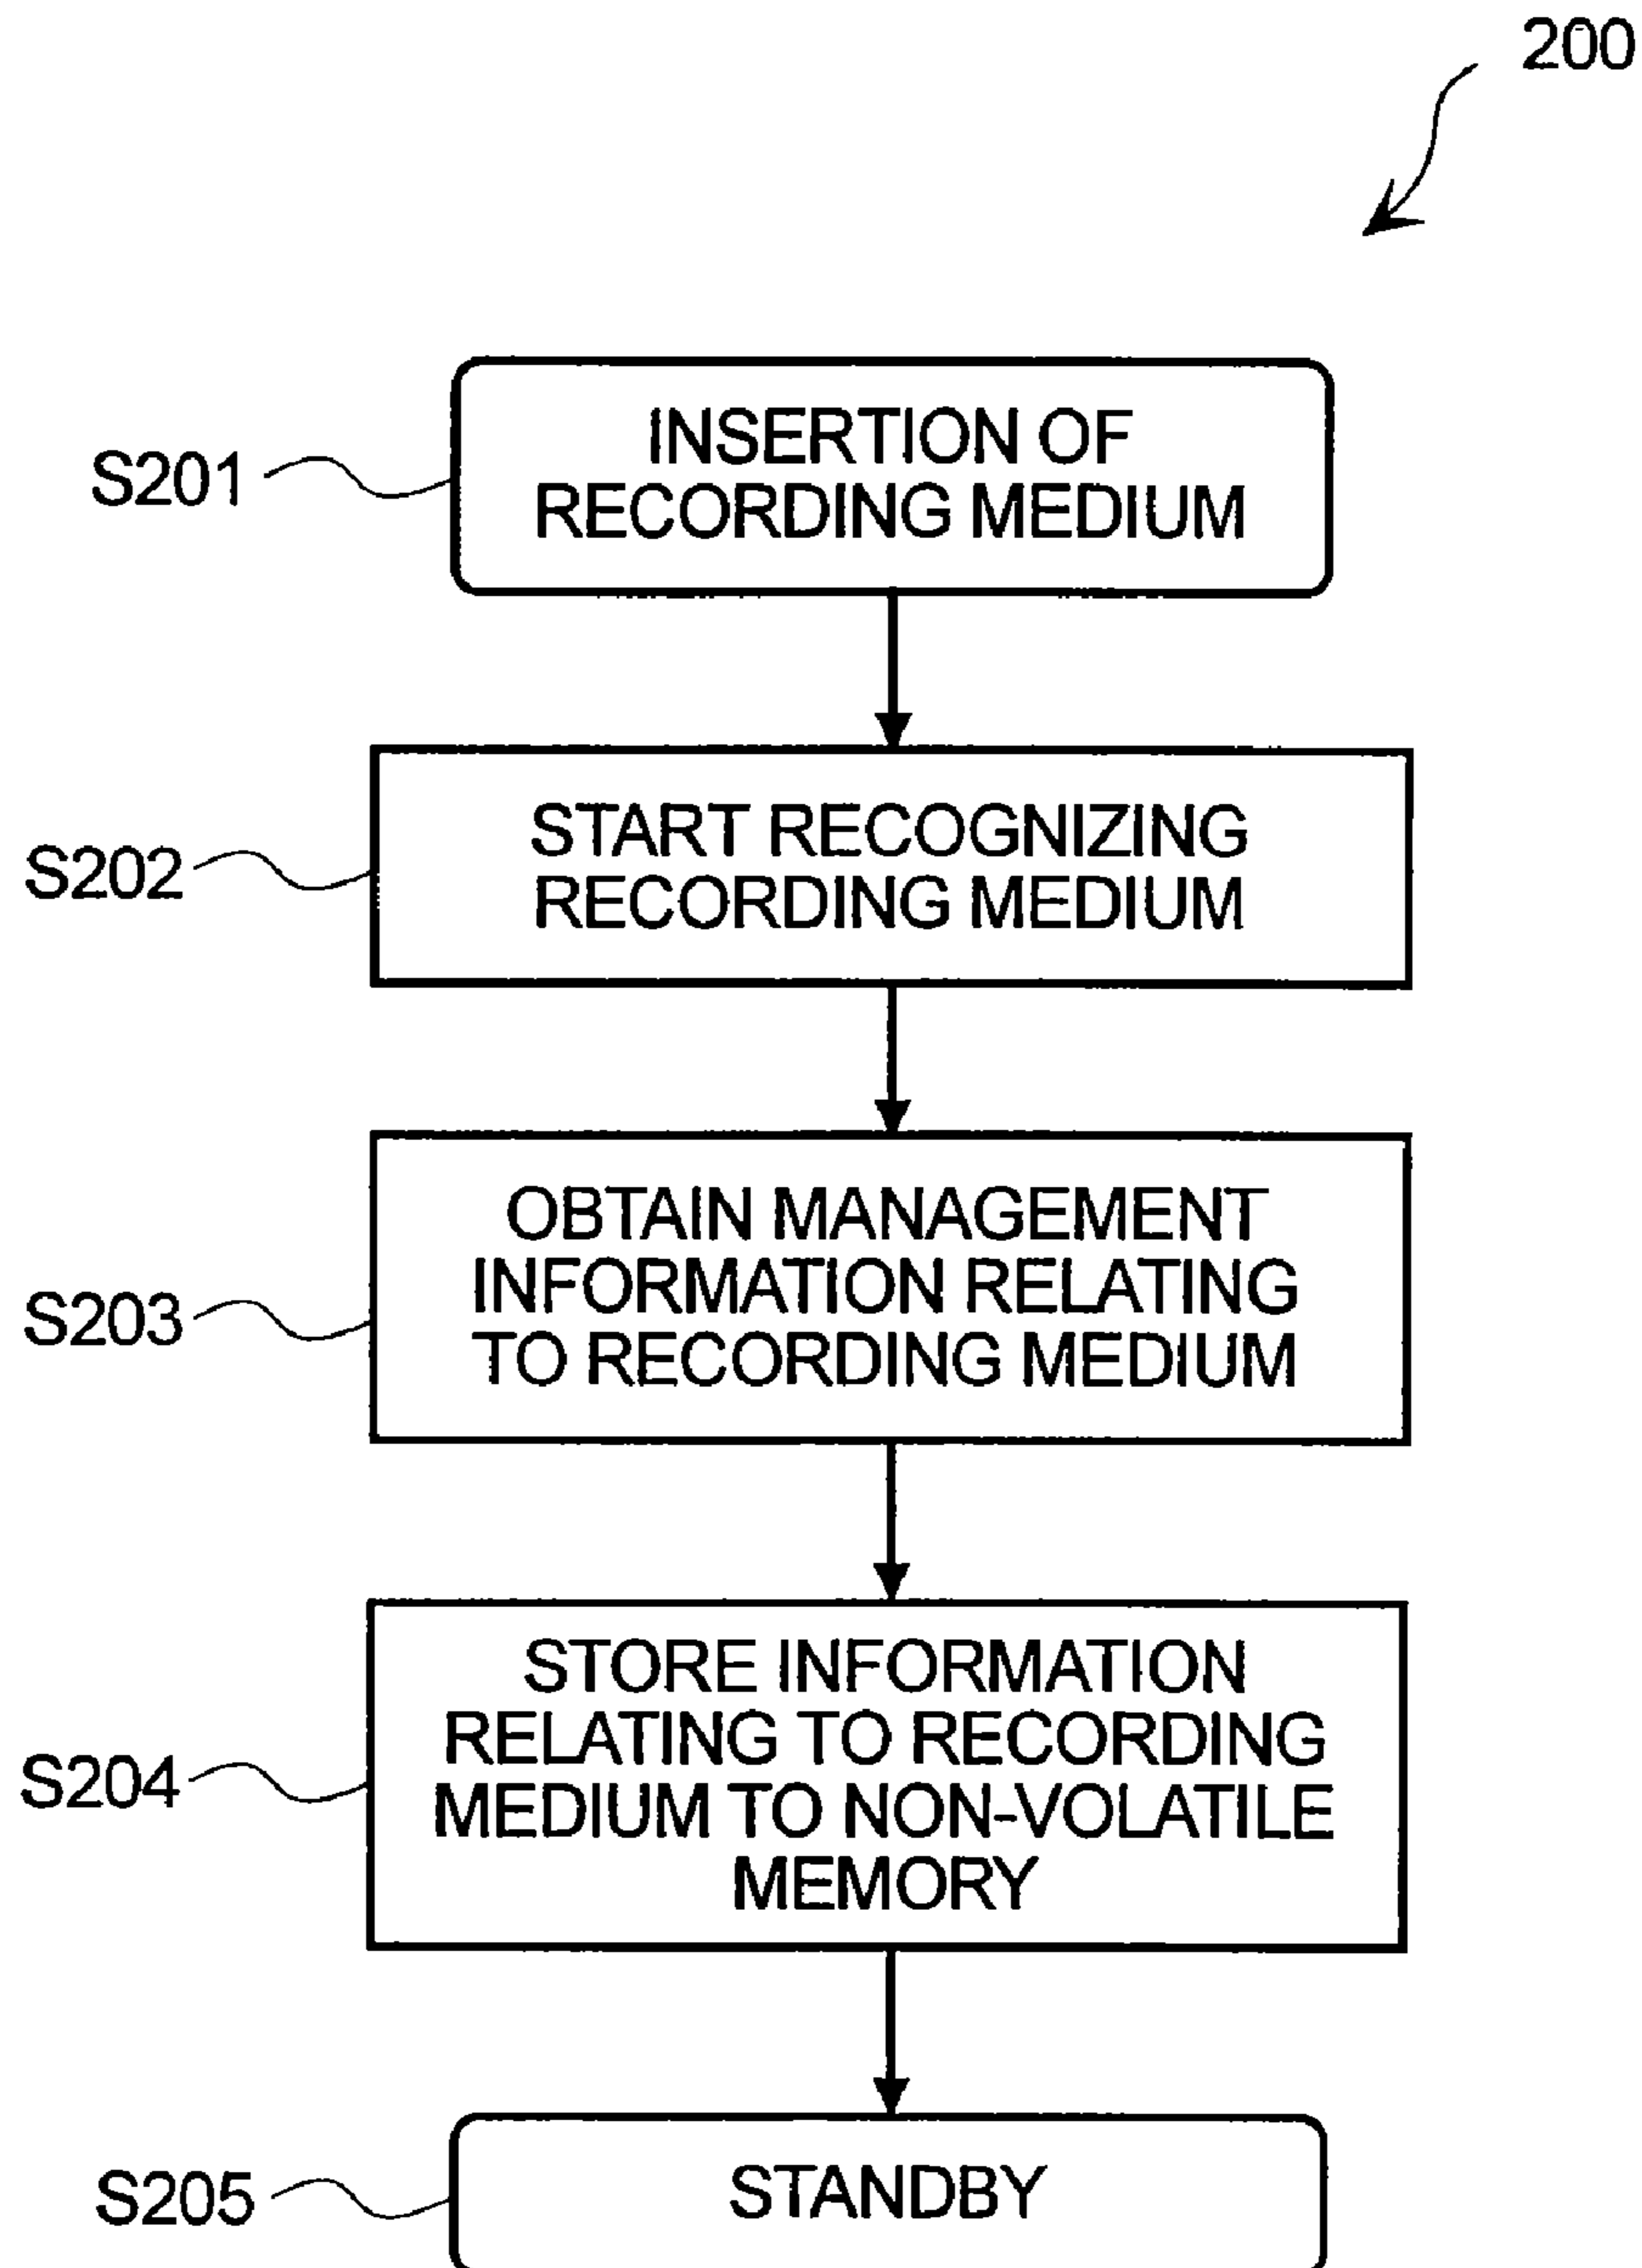 200
S201
INSERTION OF
RECORDING MEDIUM
S202
START RECOGNIZING
RECORDING MEDIUM
S203
OBTAIN MANAGEMENT
INFORMATION RELATING
TO RECORDING MEDIUM
S204
STORE INFORMATION
RELATING TO RECORDING
MEDIUM TO NON-VOLATILE
MEMORY
S205
STANDBY